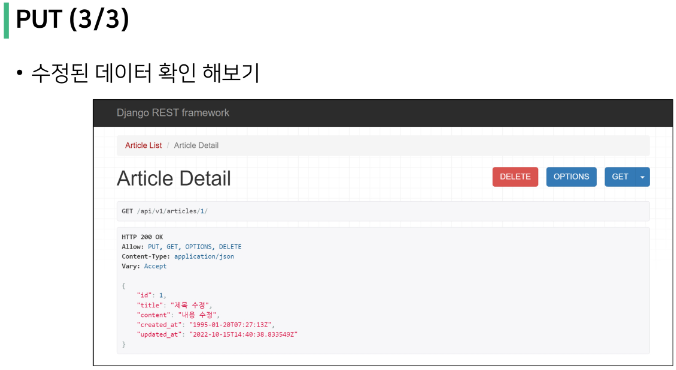 PUT (3/3)
• 수정된 데이터 확인 해보기
Django REST framework
Article List / Article Detail
Article Detail
DELETE
OPTIONS
GET
GET /api/v1/articles/1/
HTTP 200 OK
Allow: PUT, GET, OPTIONS, DELETE
Content-Type: application/json
Vary: Accept
{
"id": 1,
"title": "제목 수정",
"content": "내용 수정",
"created_at": "1995-01-20T07:27:13Z",
"updated_at": "2022-10-15T14:40:38.833549Z"
}